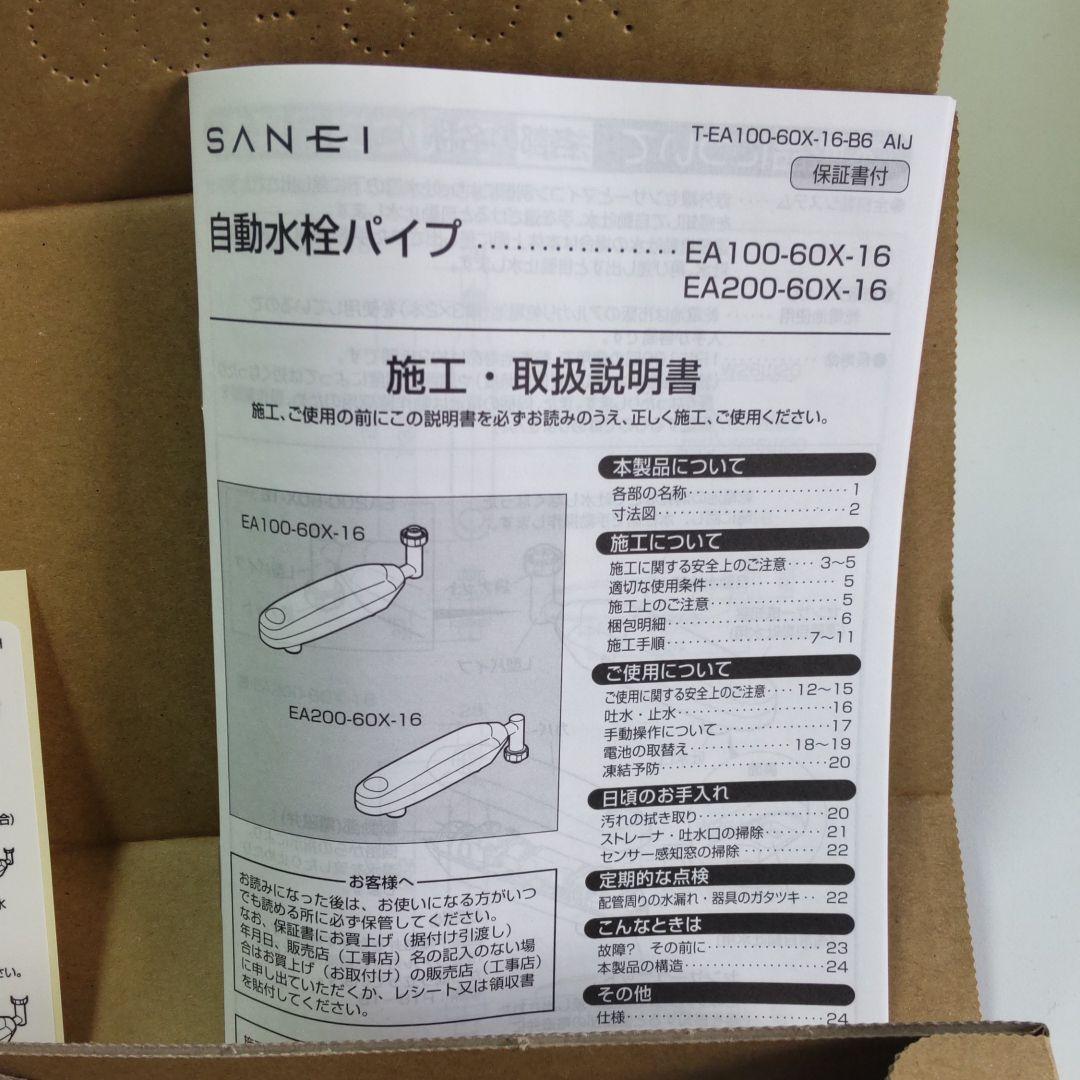 SANEI
T-EA100-60X-16-B6 AIJ
保証書付
自動水栓パイプ ‥‥‥‥‥‥‥‥ EA100-60X-16
EA200-60X-16
施工・取扱説明書
施工、ご使用の前にこの説明書を必ずお読みのうえ、正しく施工、ご使用ください。
EA100-60X-16
EA200-60X-16
お客様へ
お読みになった後は、お使いになる方がいつ
でも読める所に必ず保管してください。
なお、保証書にお買上げ（据付け引渡し）
年月日、販売店（工事店）名の記入のない場
合はお買上げ（お取付け）の販売店（工事店）
に申し出ていただくか、レシート又は領収書
を貼付してください。
本製品について
各部の名称‥‥‥‥‥‥‥‥1
寸法図‥‥‥‥‥‥‥‥‥‥2
施工について
施工に関する安全上のご注意‥‥3～5
適切な使用条件‥‥‥‥‥‥5
施工上のご注意‥‥‥‥‥‥5
梱包明細‥‥‥‥‥‥‥‥‥6
施工手順‥‥‥‥‥‥‥7～11
ご使用について
ご使用に関する安全上のご注意‥‥12～15
吐水・止水‥‥‥‥‥‥‥‥16
手動操作について‥‥‥‥‥17
電池の取替え‥‥‥‥‥18～19
凍結予防‥‥‥‥‥‥‥‥‥20
日頃のお手入れ
汚れの拭き取り‥‥‥‥‥‥20
ストレーナ・吐水口の掃除‥‥‥21
センサー感知窓の掃除‥‥‥‥22
定期的な点検
配管周りの水漏れ・器具のガタツキ‥22
こんなときは
故障？ その前に‥‥‥‥‥‥23
本製品の構造‥‥‥‥‥‥‥24
その他
仕様‥‥‥‥‥‥‥‥‥‥‥24
合)
水
さい。